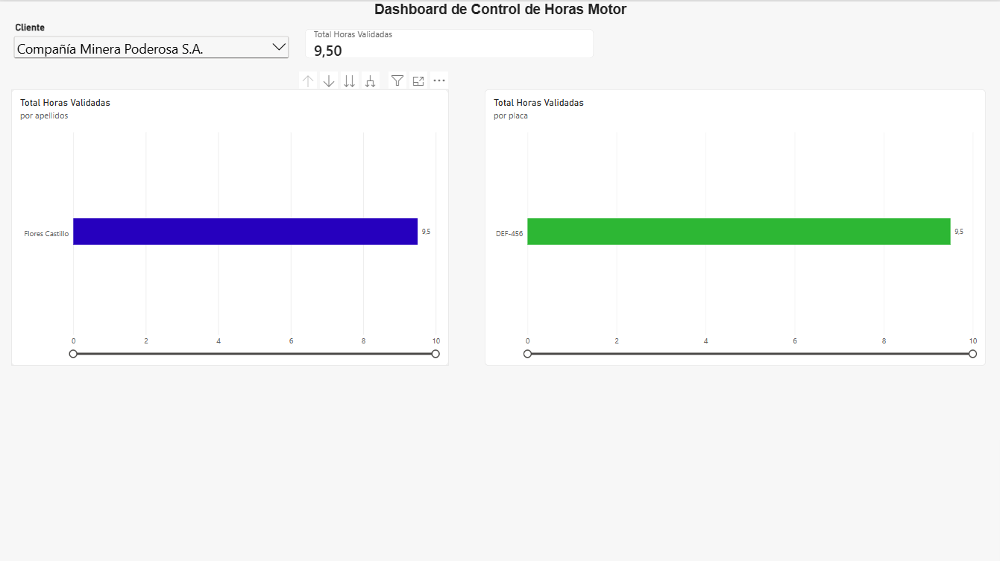 Dashboard de Control de Horas Motor
Cliente
Compañía Minera Poderosa S.A.
Total Horas Validadas
9,50
Total Horas Validadas
por apellidos
Flores Castillo
9,5
0 2 4 6 8 10
Total Horas Validadas
por placa
DEF-456
9,5
0 2 4 6 8 10